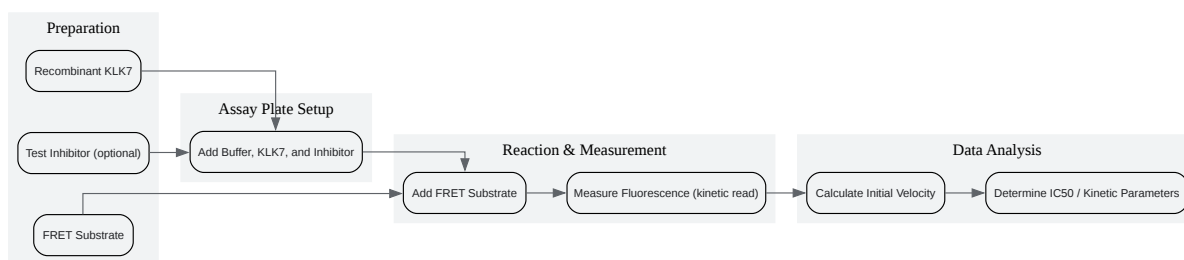 Preparation
Recombinant KLK7
Test Inhibitor (optional)
FRET Substrate
Assay Plate Setup
Add Buffer, KLK7, and Inhibitor
Reaction & Measurement
Add FRET Substrate
Measure Fluorescence (kinetic read)
Data Analysis
Calculate Initial Velocity
Determine IC50 / Kinetic Parameters